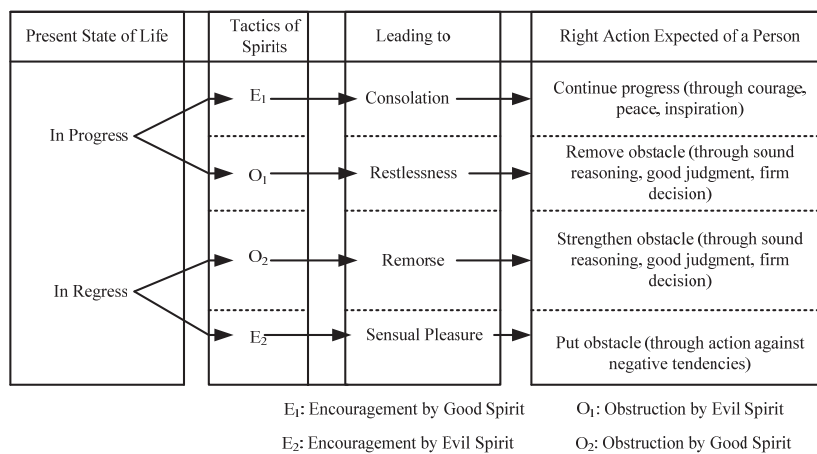 Present State of Life
Tactics of
Spirits
Leading to
Right Action Expected of a Person
In Progress
E1
Consolation
Continue progress (through courage,
peace, inspiration)
O1
Restlessness
Remove obstacle (through sound
reasoning, good judgment, firm
decision)
In Regress
O2
Remorse
Strengthen obstacle (through sound
reasoning, good judgment, firm
decision)
E2
Sensual Pleasure
Put obstacle (through action against
negative tendencies)
E1: Encouragement by Good Spirit
O1: Obstruction by Evil Spirit
E2: Encouragement by Evil Spirit
O2: Obstruction by Good Spirit